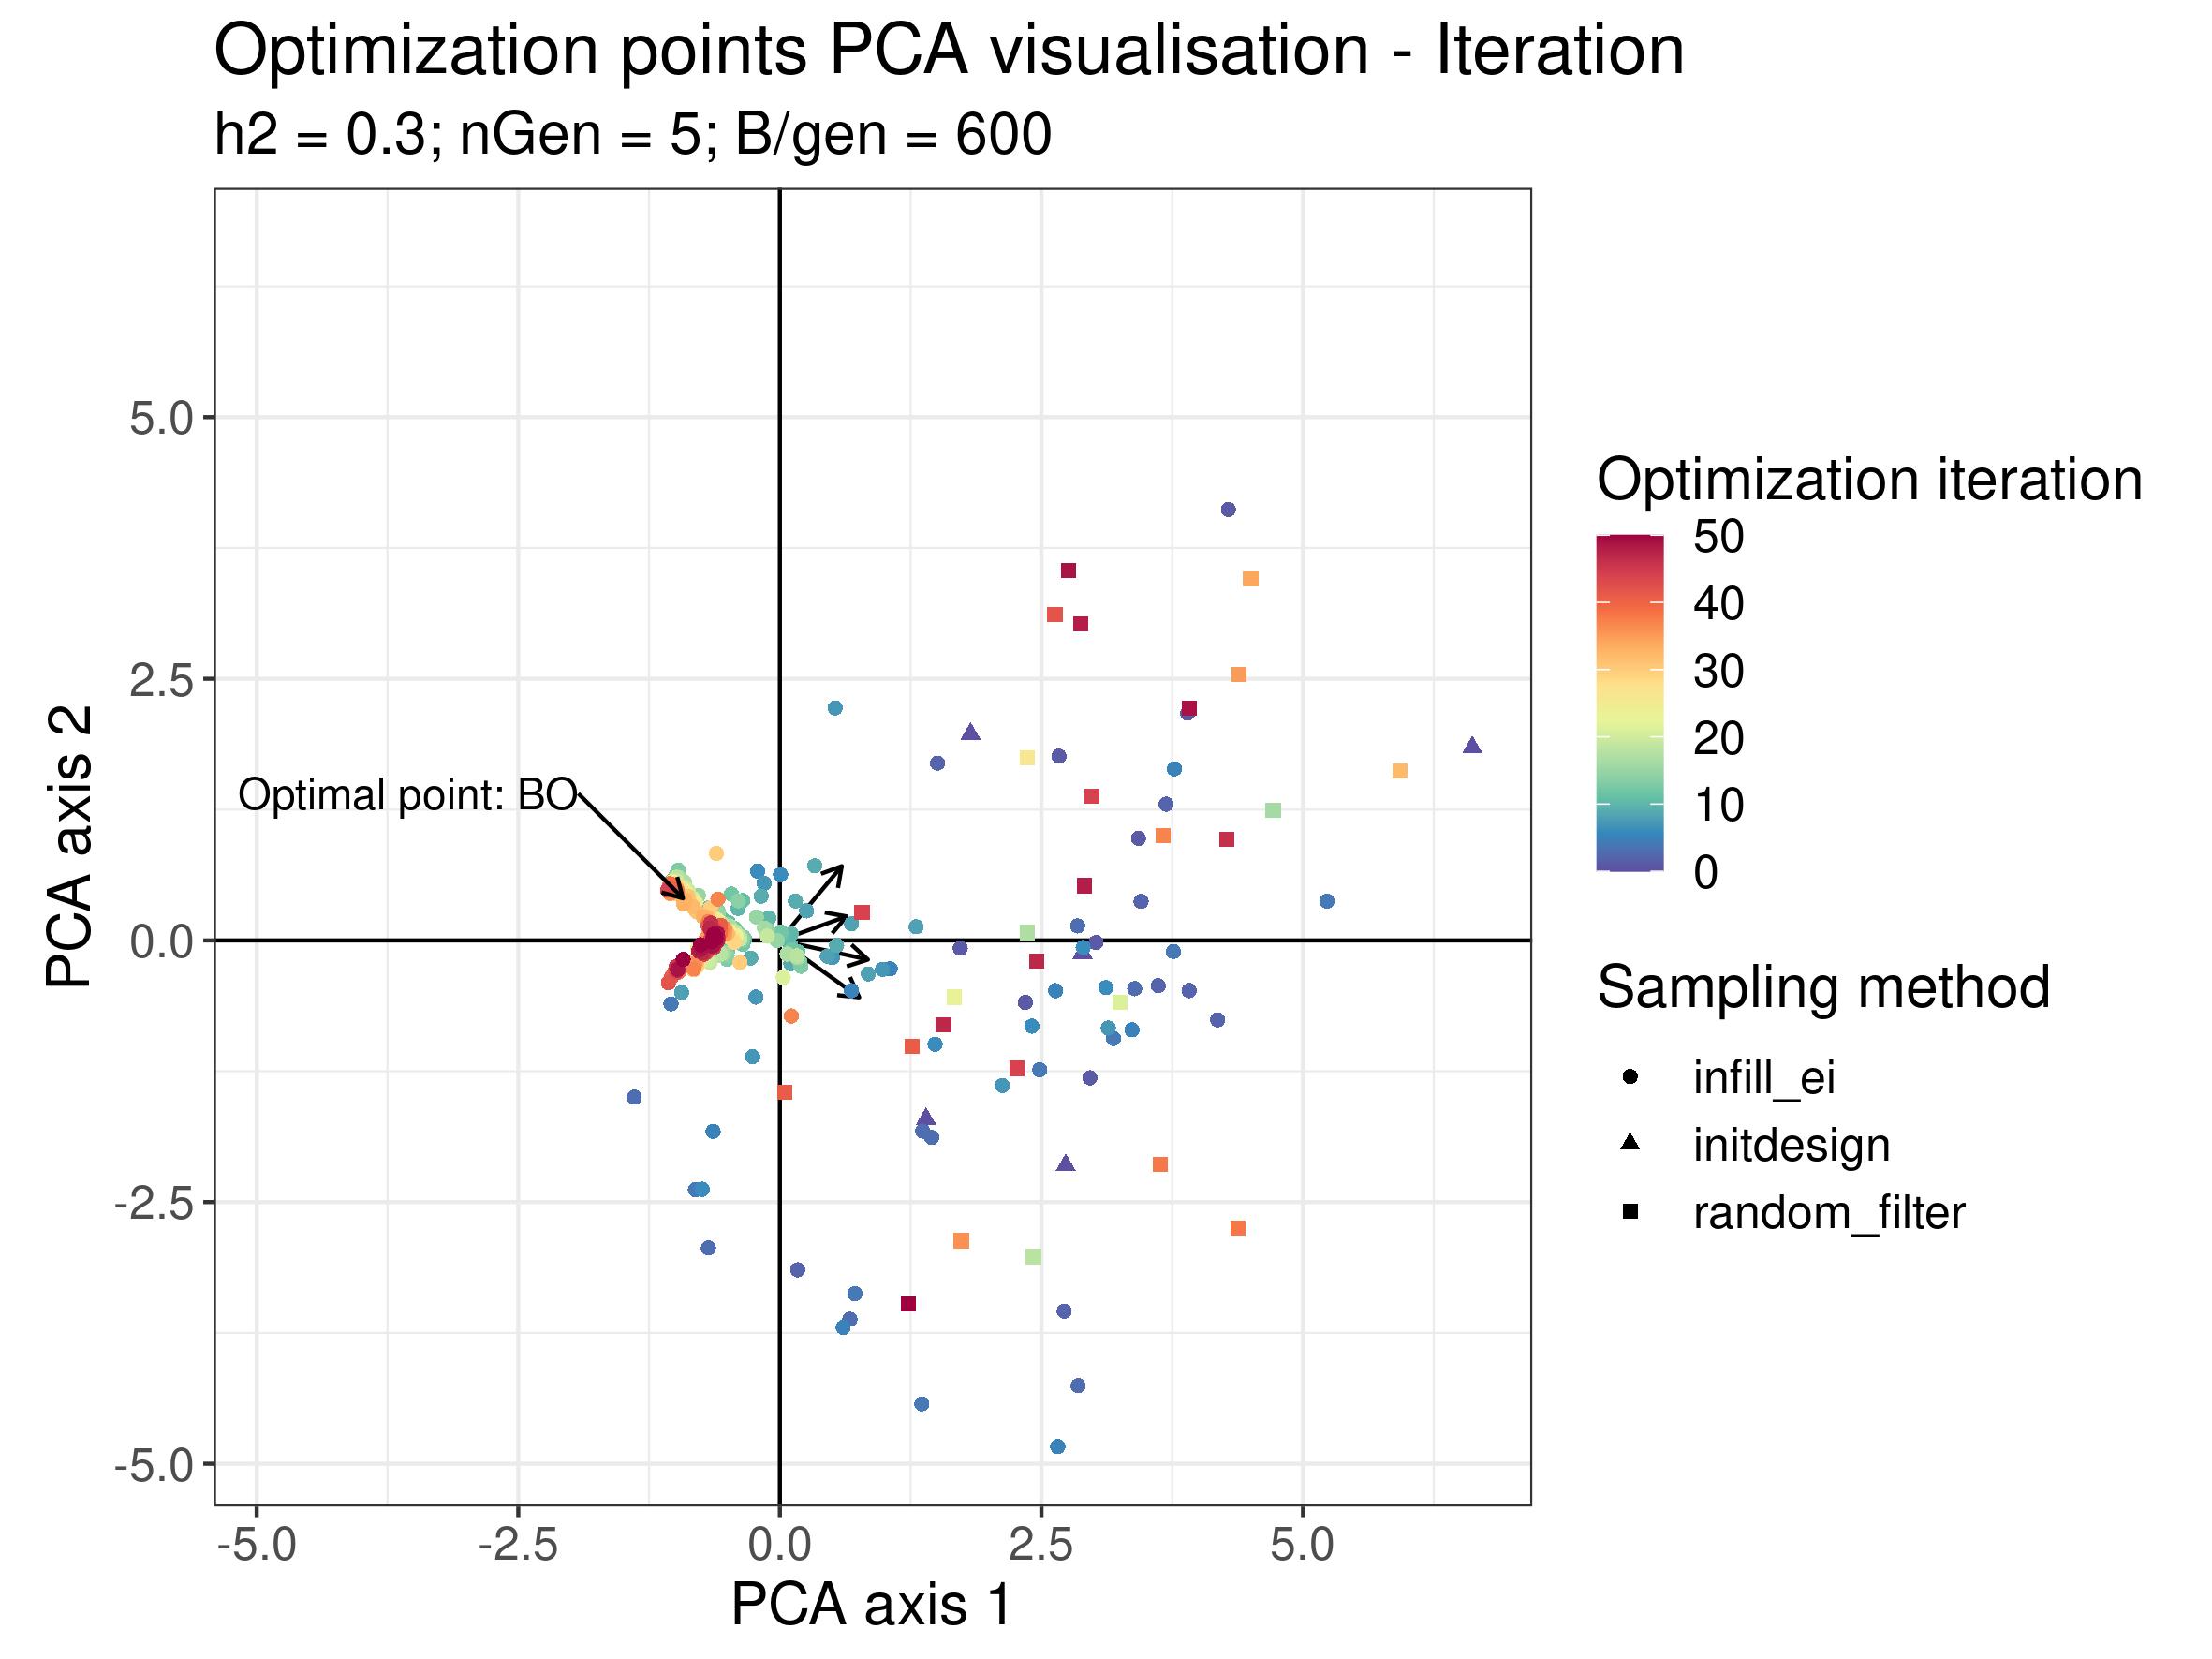 Optimization points PCA visualisation - Iteration
h2 = 0.3; nGen = 5; B/gen = 600
PCA axis 2
5.0
2.5
0.0
-2.5
-5.0
Optimal point: BO
-5.0
-2.5
0.0
2.5
5.0
PCA axis 1
Optimization iteration
50
40
30
20
10
0
Sampling method
infill_ei
initdesign
random_filter